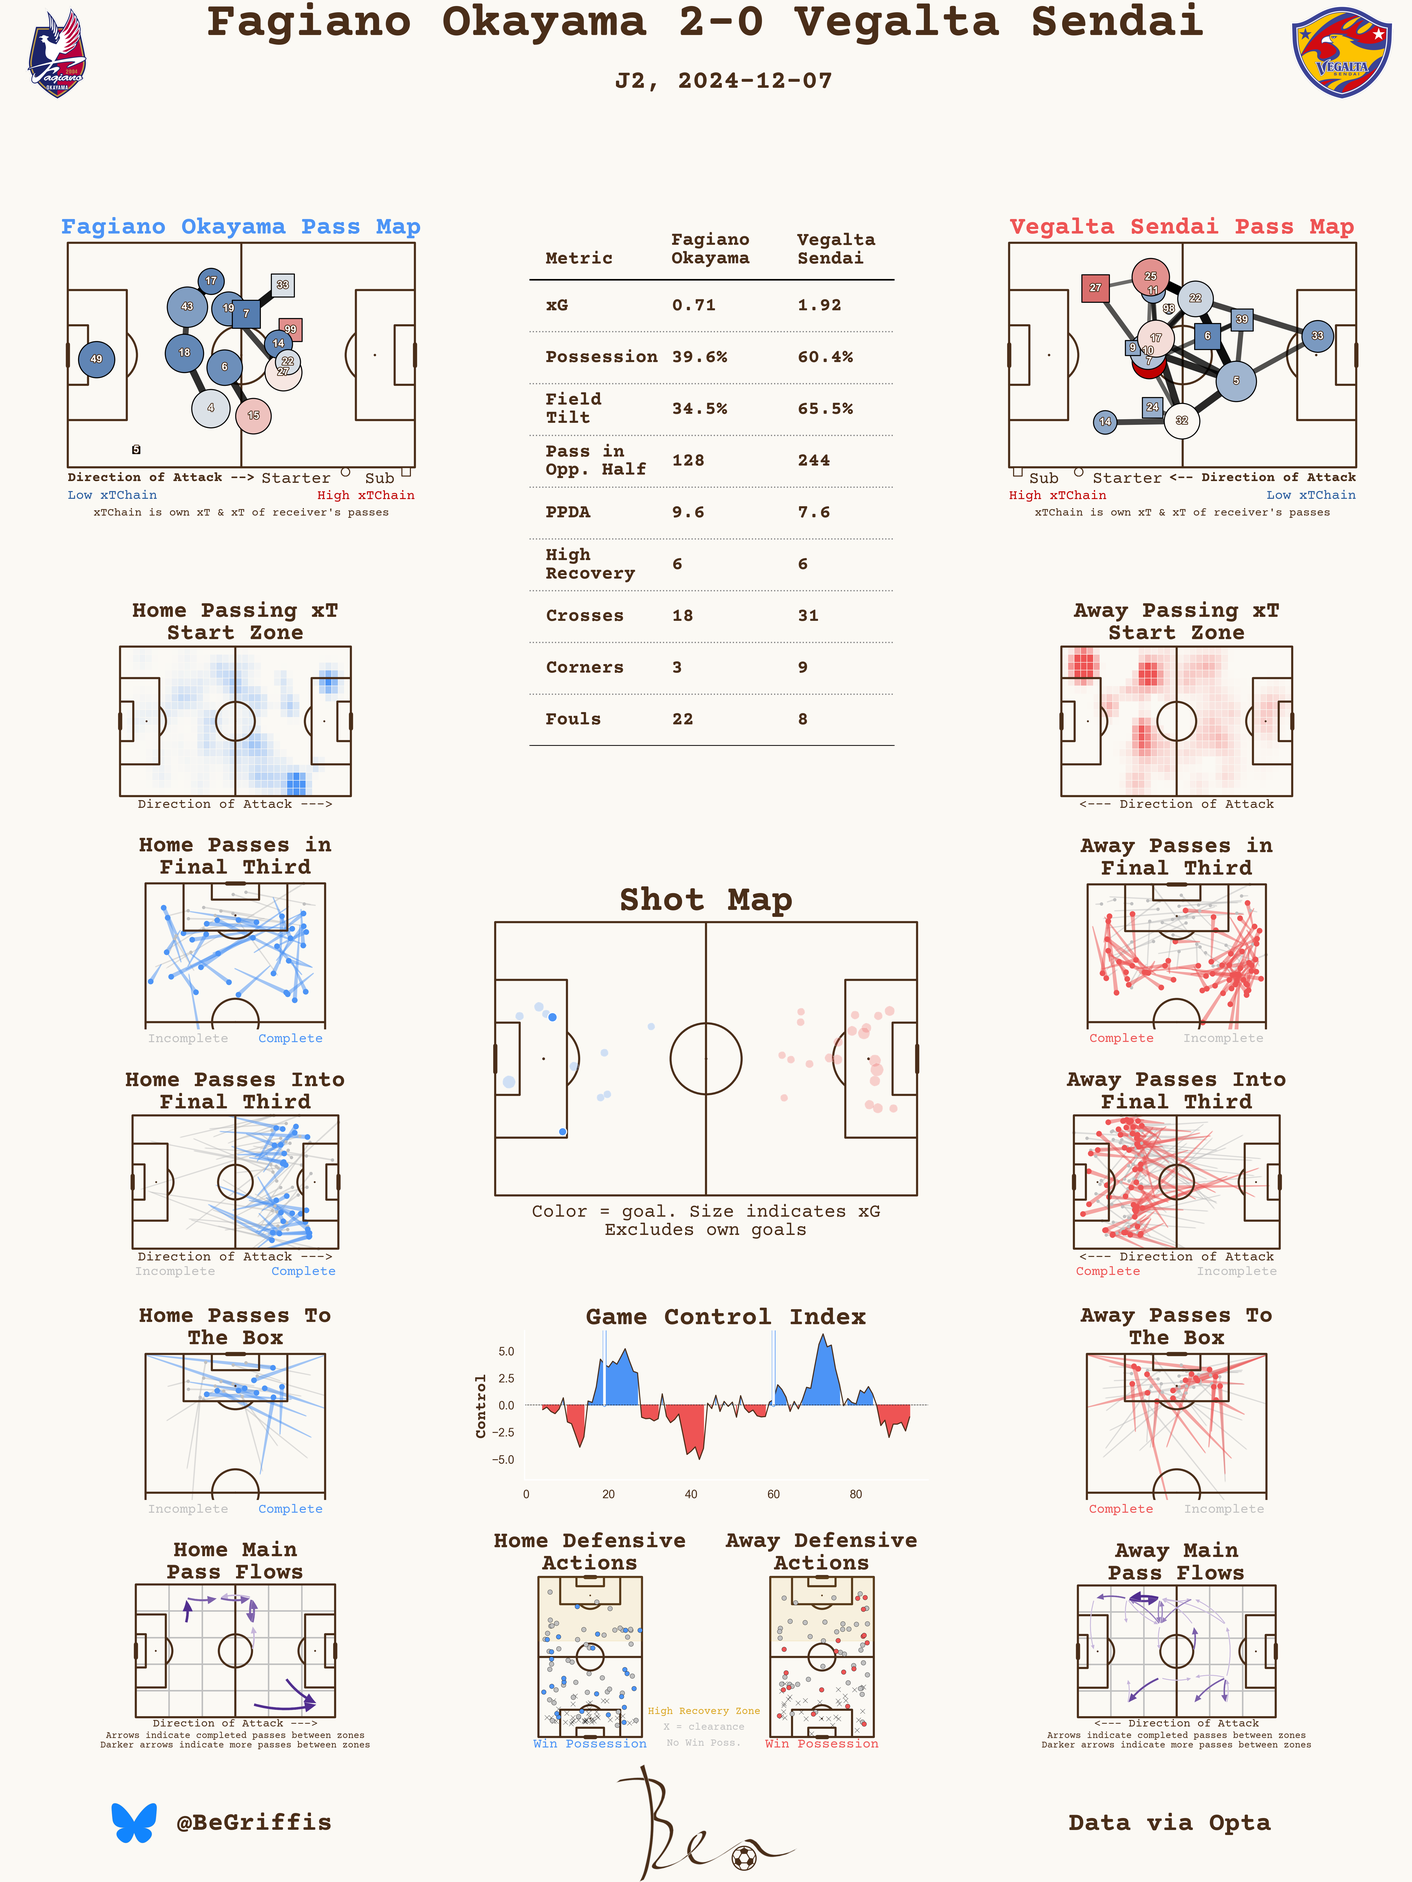 Fagiano Okayama 2-0 Vegalta Sendai
J2, 2024-12-07
Fagiano
OKAYAMA
VEGALTA
SENDAI
Fagiano Okayama Pass Map
17
43
19
7
33
99
14
22
27
49
18
6
4
15
5
Direction of Attack --> Starter Sub
Low xTChain High xTChain
xTChain is own xT & xT of receiver's passes
Metric Fagiano Okayama Vegalta Sendai
xG 0.71 1.92
Possession 39.6% 60.4%
Field Tilt 34.5% 65.5%
Pass in Opp. Half 128 244
PPDA 9.6 7.6
High Recovery 6 6
Crosses 18 31
Corners 3 9
Fouls 22 8
Vegalta Sendai Pass Map
25
27
11
22
98
39
33
6
17
9
10
7
5
24
14
32
Sub Starter <-- Direction of Attack
High xTChain Low xTChain
xTChain is own xT & xT of receiver's passes
Home Passing xT
Start Zone
Direction of Attack --->
Away Passing xT
Start Zone
<--- Direction of Attack
Home Passes in
Final Third
Incomplete Complete
Away Passes in
Final Third
Complete Incomplete
Shot Map
Color = goal. Size indicates xG
Excludes own goals
Home Passes Into
Final Third
Direction of Attack --->
Incomplete Complete
Away Passes Into
Final Third
<--- Direction of Attack
Complete Incomplete
Home Passes To
The Box
Incomplete Complete
Game Control Index
Control
5.0
2.5
0.0
−2.5
−5.0
0 20 40 60 80
Away Passes To
The Box
Complete Incomplete
Home Main
Pass Flows
Direction of Attack --->
Arrows indicate completed passes between zones
Darker arrows indicate more passes between zones
Home Defensive
Actions
Win Possession
Away Defensive
Actions
Win Possession
High Recovery Zone
X = clearance
No Win Poss.
Away Main
Pass Flows
<--- Direction of Attack
Arrows indicate completed passes between zones
Darker arrows indicate more passes between zones
@BeGriffis
Ben
Data via Opta